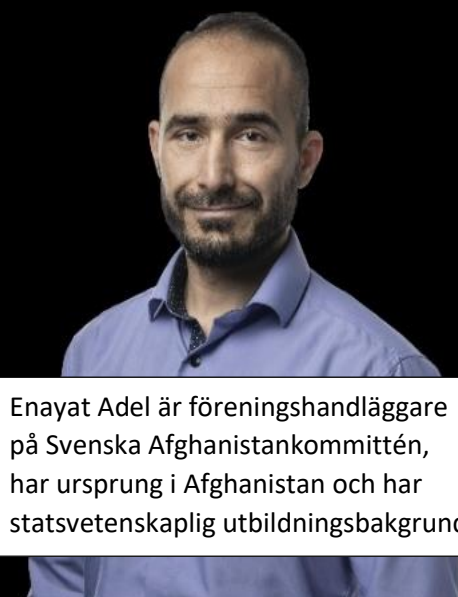 Enayat Adel är föreningshandläggare
på Svenska Afghanistankommittén,
har ursprung i Afghanistan och har
statsvetenskaplig utbildningsbakgrund